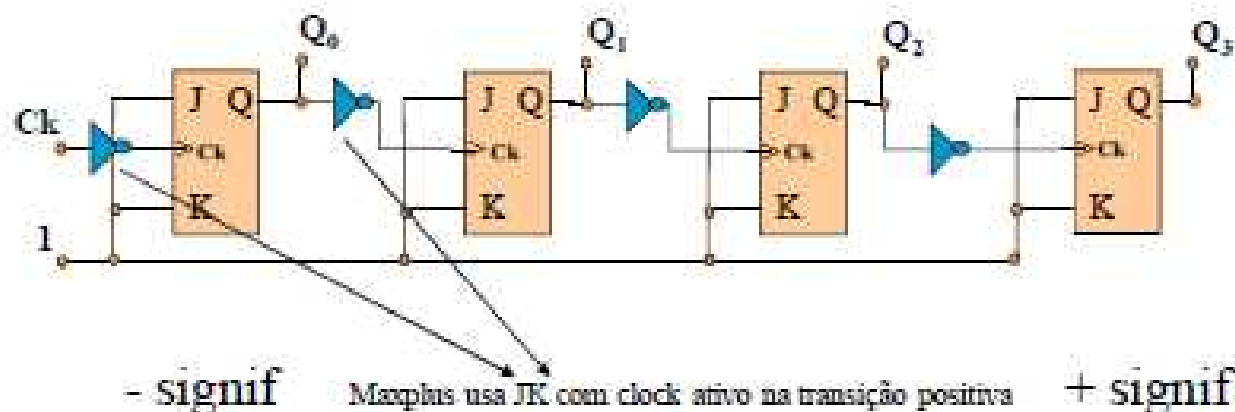 Q0 Q1 Q2 Q3
J Q J Q J Q J Q
Ck Ck Ck Ck Ck
K K K K
1
- signif Maxplus usa JK com clock ativo na transição positiva + signif